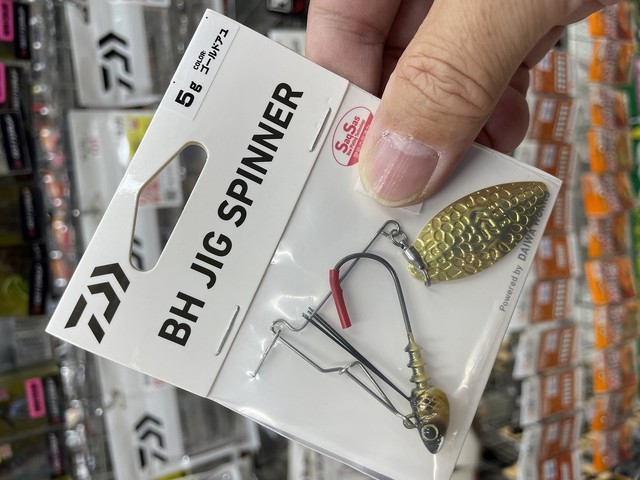 5g
COLOR:
ゴールドアユ
BH JIG SPINNER
SaqSas
Powered by DAIWA